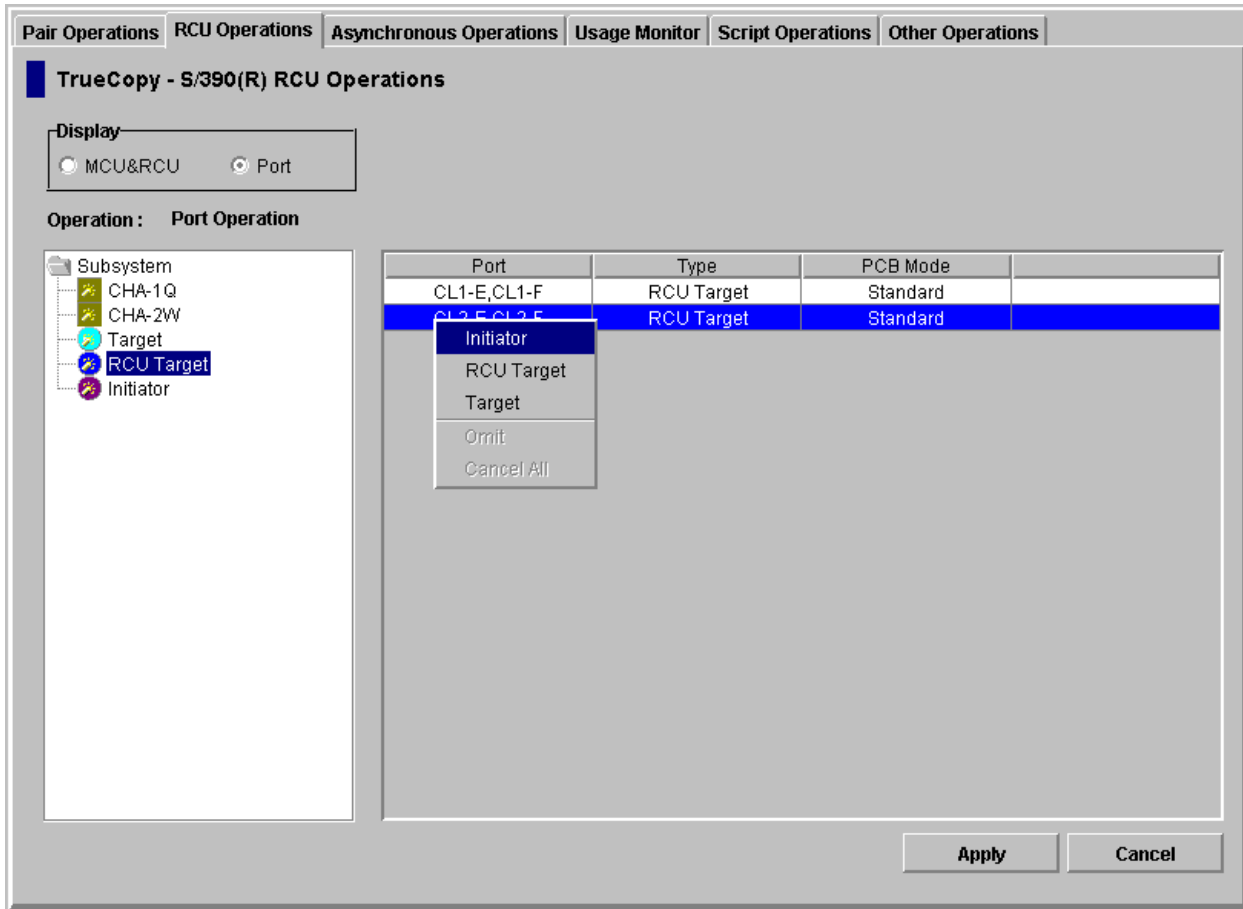 Pair Operations RCU Operations Asynchronous Operations Usage Monitor Script Operations Other Operations
TrueCopy - S/390(R) RCU Operations
Display
MCU&RCU Port
Operation : Port Operation
Subsystem
CHA-1Q
CHA-2W
Target
RCU Target
Initiator
Port Type PCB Mode
CL1-E,CL1-F RCU Target Standard
CL2-E,CL2-F RCU Target Standard
Initiator
RCU Target
Target
Omit
Cancel All
Apply Cancel